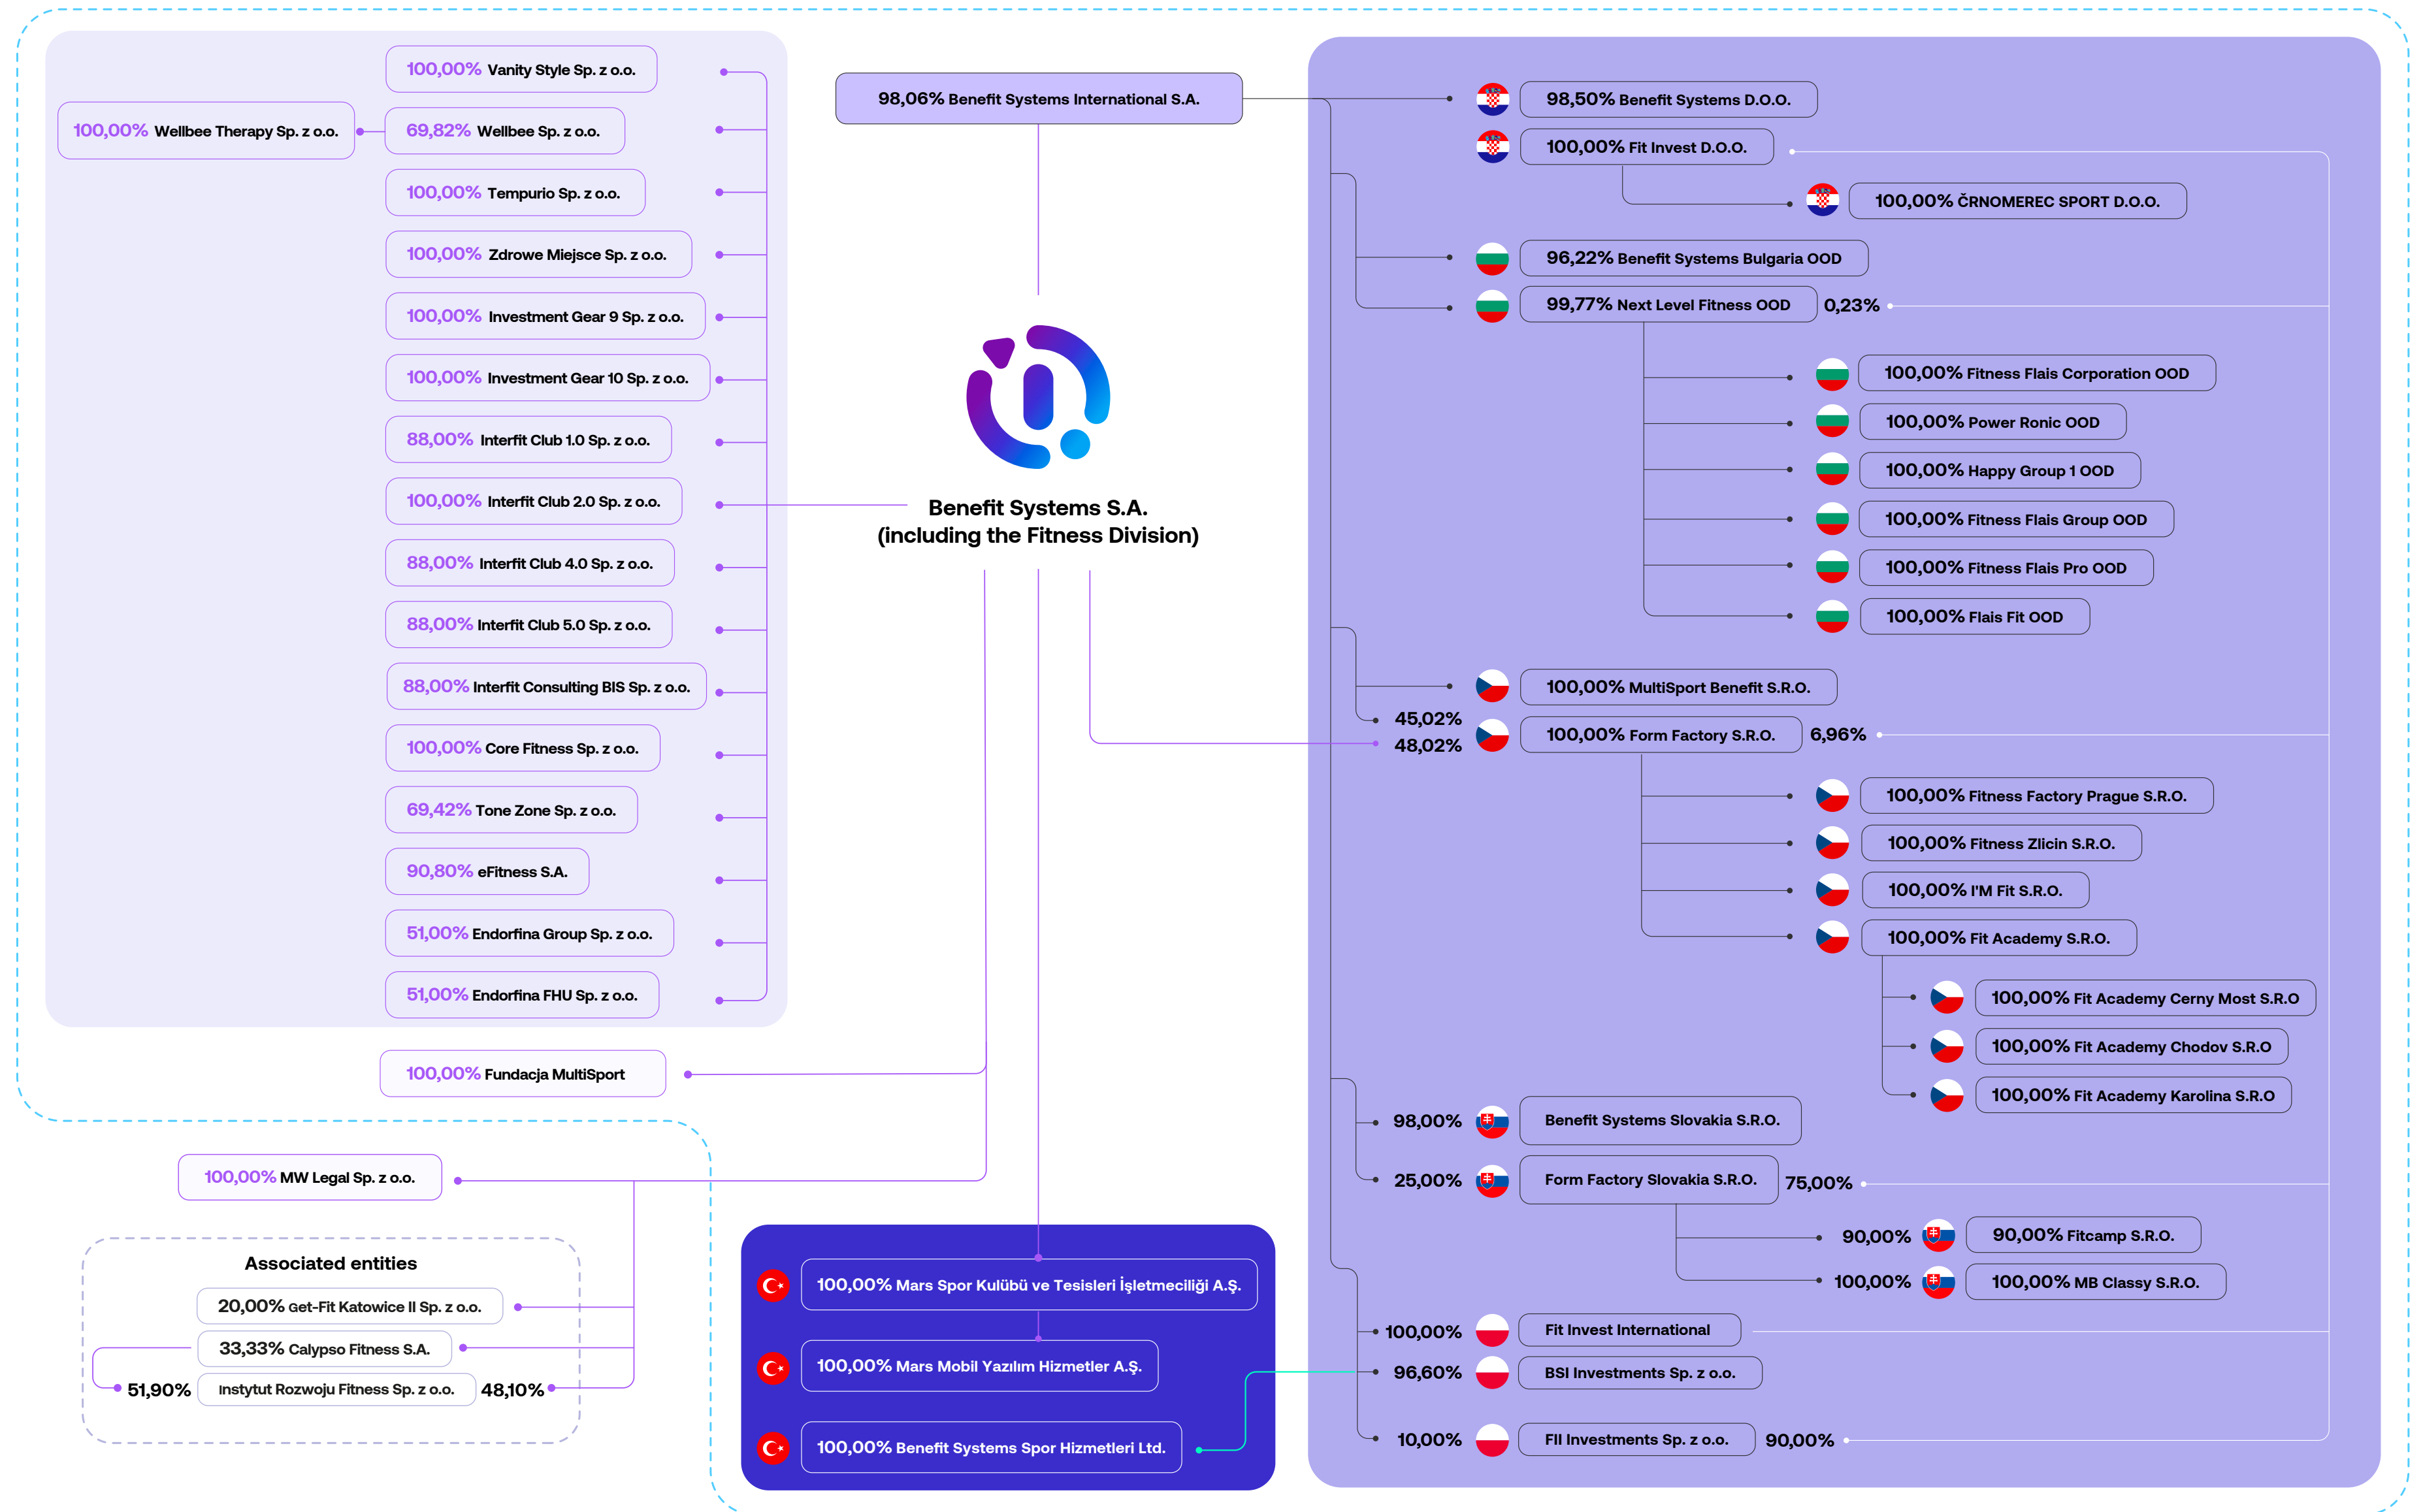 100,00% Vanity Style Sp. z o.o.
100,00% Wellbee Therapy Sp. z o.o.
69,82% Wellbee Sp. z o.o.
100,00% Tempurio Sp. z o.o.
100,00% Zdrowe Miejsce Sp. z o.o.
100,00% Investment Gear 9 Sp. z o.o.
100,00% Investment Gear 10 Sp. z o.o.
88,00% Interfit Club 1.0 Sp. z o.o.
100,00% Interfit Club 2.0 Sp. z o.o.
88,00% Interfit Club 4.0 Sp. z o.o.
88,00% Interfit Club 5.0 Sp. z o.o.
88,00% Interfit Consulting BIS Sp. z o.o.
100,00% Core Fitness Sp. z o.o.
69,42% Tone Zone Sp. z o.o.
90,80% eFitness S.A.
51,00% Endorfina Group Sp. z o.o.
51,00% Endorfina FHU Sp. z o.o.
100,00% Fundacja MultiSport
100,00% MW Legal Sp. z o.o.
Associated entities
20,00% Get-Fit Katowice II Sp. z o.o.
33,33% Calypso Fitness S.A.
51,90% Instytut Rozwoju Fitness Sp. z o.o. 48,10%
98,06% Benefit Systems International S.A.
Benefit Systems S.A.
(including the Fitness Division)
100,00% Mars Spor Kulübü ve Tesisleri İşletmeciliği A.Ş.
100,00% Mars Mobil Yazılım Hizmetler A.Ş.
100,00% Benefit Systems Spor Hizmetleri Ltd.
98,50% Benefit Systems D.O.O.
100,00% Fit Invest D.O.O.
100,00% ČRNOMEREC SPORT D.O.O.
96,22% Benefit Systems Bulgaria OOD
99,77% Next Level Fitness OOD 0,23%
100,00% Fitness Flais Corporation OOD
100,00% Power Ronic OOD
100,00% Happy Group 1 OOD
100,00% Fitness Flais Group OOD
100,00% Fitness Flais Pro OOD
100,00% Flais Fit OOD
100,00% MultiSport Benefit S.R.O.
45,02%
48,02%
100,00% Form Factory S.R.O. 6,96%
100,00% Fitness Factory Prague S.R.O.
100,00% Fitness Zlicin S.R.O.
100,00% I'M Fit S.R.O.
100,00% Fit Academy S.R.O.
100,00% Fit Academy Cerny Most S.R.O
100,00% Fit Academy Chodov S.R.O
100,00% Fit Academy Karolina S.R.O
98,00% Benefit Systems Slovakia S.R.O.
25,00% Form Factory Slovakia S.R.O. 75,00%
90,00% 90,00% Fitcamp S.R.O.
100,00% 100,00% MB Classy S.R.O.
100,00% Fit Invest International
96,60% BSI Investments Sp. z o.o.
10,00% FII Investments Sp. z o.o. 90,00%